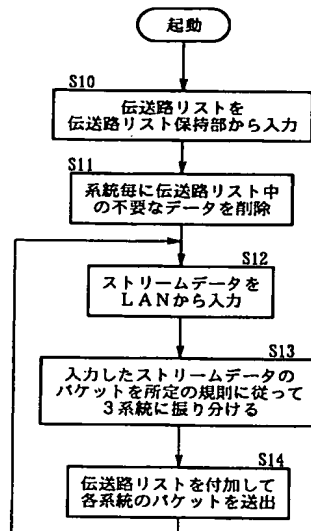 起動
S10
伝送路リストを
伝送路リスト保持部から入力
S11
系統毎に伝送路リスト中
の不要なデータを削除
S12
ストリームデータを
LANから入力
S13
入力したストリームデータの
パケットを所定の規則に従って
3系統に振り分ける
S14
伝送路リストを付加して
各系統のパケットを送出